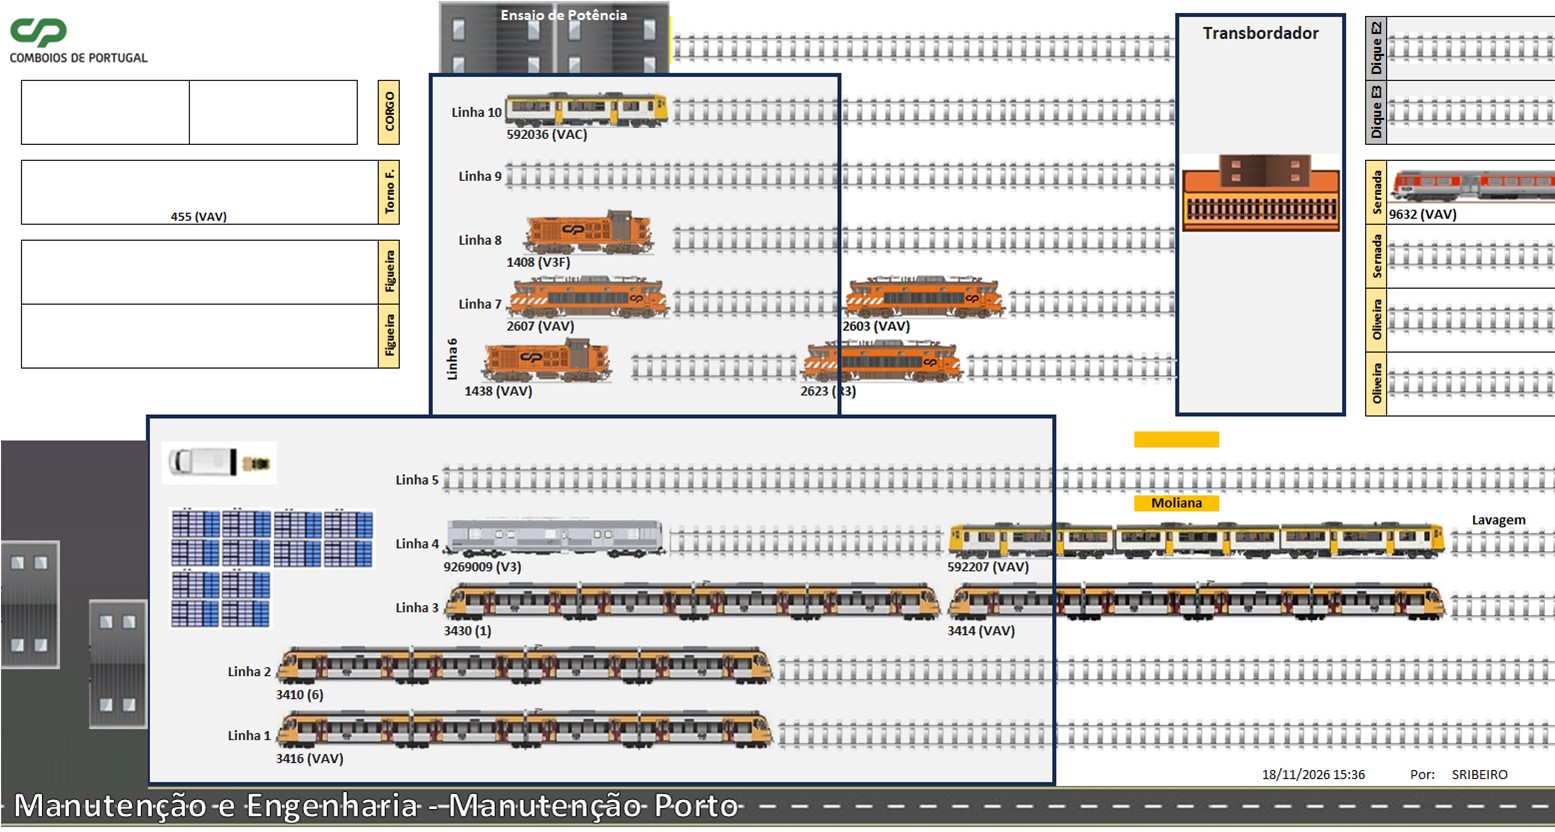 Ensaio de Potência
Transbordador
Dique E2
Dique E3
CP
COMBOIOS DE PORTUGAL
CORGO
Linha 10
592036 (VAC)
Torno F.
455 (VAV)
Linha 9
Sernada
9632 (VAV)
Linha 8
1408 (V3F)
Sernada
Figueira
Linha 7
2607 (VAV)
2603 (VAV)
Oliveira
Figueira
Linha 6
1438 (VAV)
2623 (R3)
Oliveira
Linha 5
Moliana
Lavagem
Linha 4
9269009 (V3)
592207 (VAV)
Linha 3
3430 (1)
3414 (VAV)
Linha 2
3410 (6)
Linha 1
3416 (VAV)
18/11/2026 15:36 Por: SRIBEIRO
Manutenção e Engenharia - Manutenção Porto